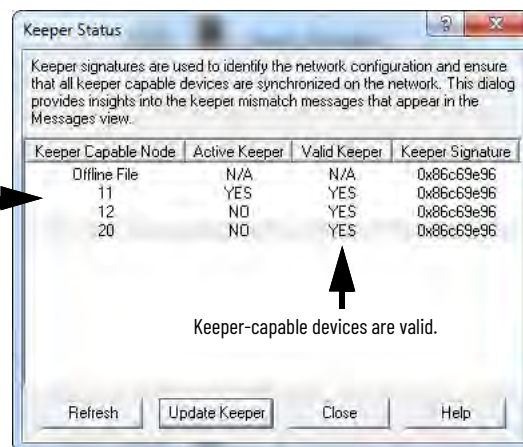 Keeper Status
Keeper signatures are used to identify the network configuration and ensure
that all keeper capable devices are synchronized on the network. This dialog
provides insights into the keeper mismatch messages that appear in the
Messages view.
Keeper Capable Node Active Keeper Valid Keeper Keeper Signature
Offline File N/A N/A 0x86c69e96
11 YES YES 0x86c69e96
12 NO YES 0x86c69e96
20 NO YES 0x86c69e96
Keeper-capable devices are valid.
Refresh Update Keeper Close Help